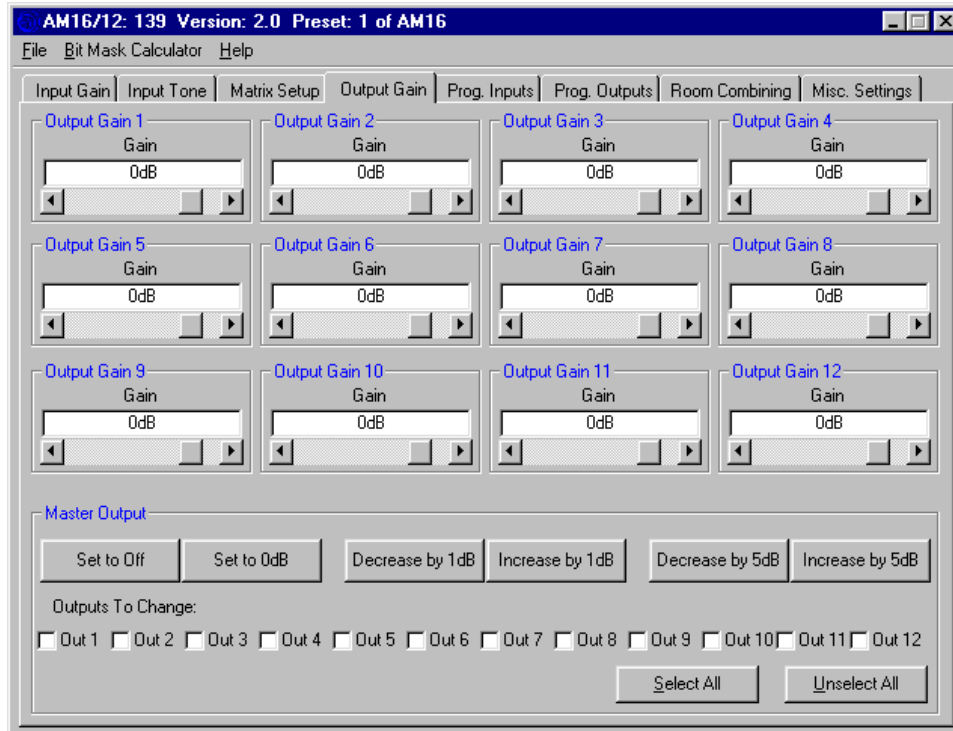 AM16/12: 139 Version: 2.0 Preset: 1 of AM16
File Bit Mask Calculator Help
Input Gain Input Tone Matrix Setup Output Gain Prog. Inputs Prog. Outputs Room Combining Misc. Settings
Output Gain 1 Output Gain 2 Output Gain 3 Output Gain 4
Gain Gain Gain Gain
0dB 0dB 0dB 0dB
Output Gain 5 Output Gain 6 Output Gain 7 Output Gain 8
Gain Gain Gain Gain
0dB 0dB 0dB 0dB
Output Gain 9 Output Gain 10 Output Gain 11 Output Gain 12
Gain Gain Gain Gain
0dB 0dB 0dB 0dB
Master Output
Set to Off Set to 0dB Decrease by 1dB Increase by 1dB Decrease by 5dB Increase by 5dB
Outputs To Change:
Out 1 Out 2 Out 3 Out 4 Out 5 Out 6 Out 7 Out 8 Out 9 Out 10 Out 11 Out 12
Select All Unselect All